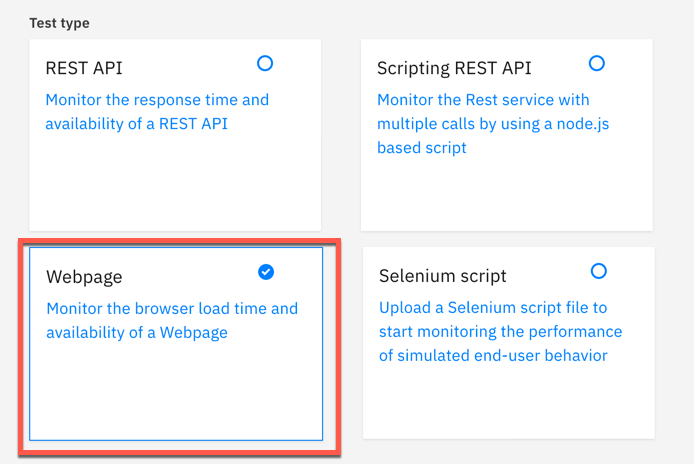 Test type
REST API
Monitor the response time and
availability of a REST API
Scripting REST API
Monitor the Rest service with
multiple calls by using a node.js
based script
Webpage
Monitor the browser load time and
availability of a Webpage
Selenium script
Upload a Selenium script file to
start monitoring the performance
of simulated end-user behavior